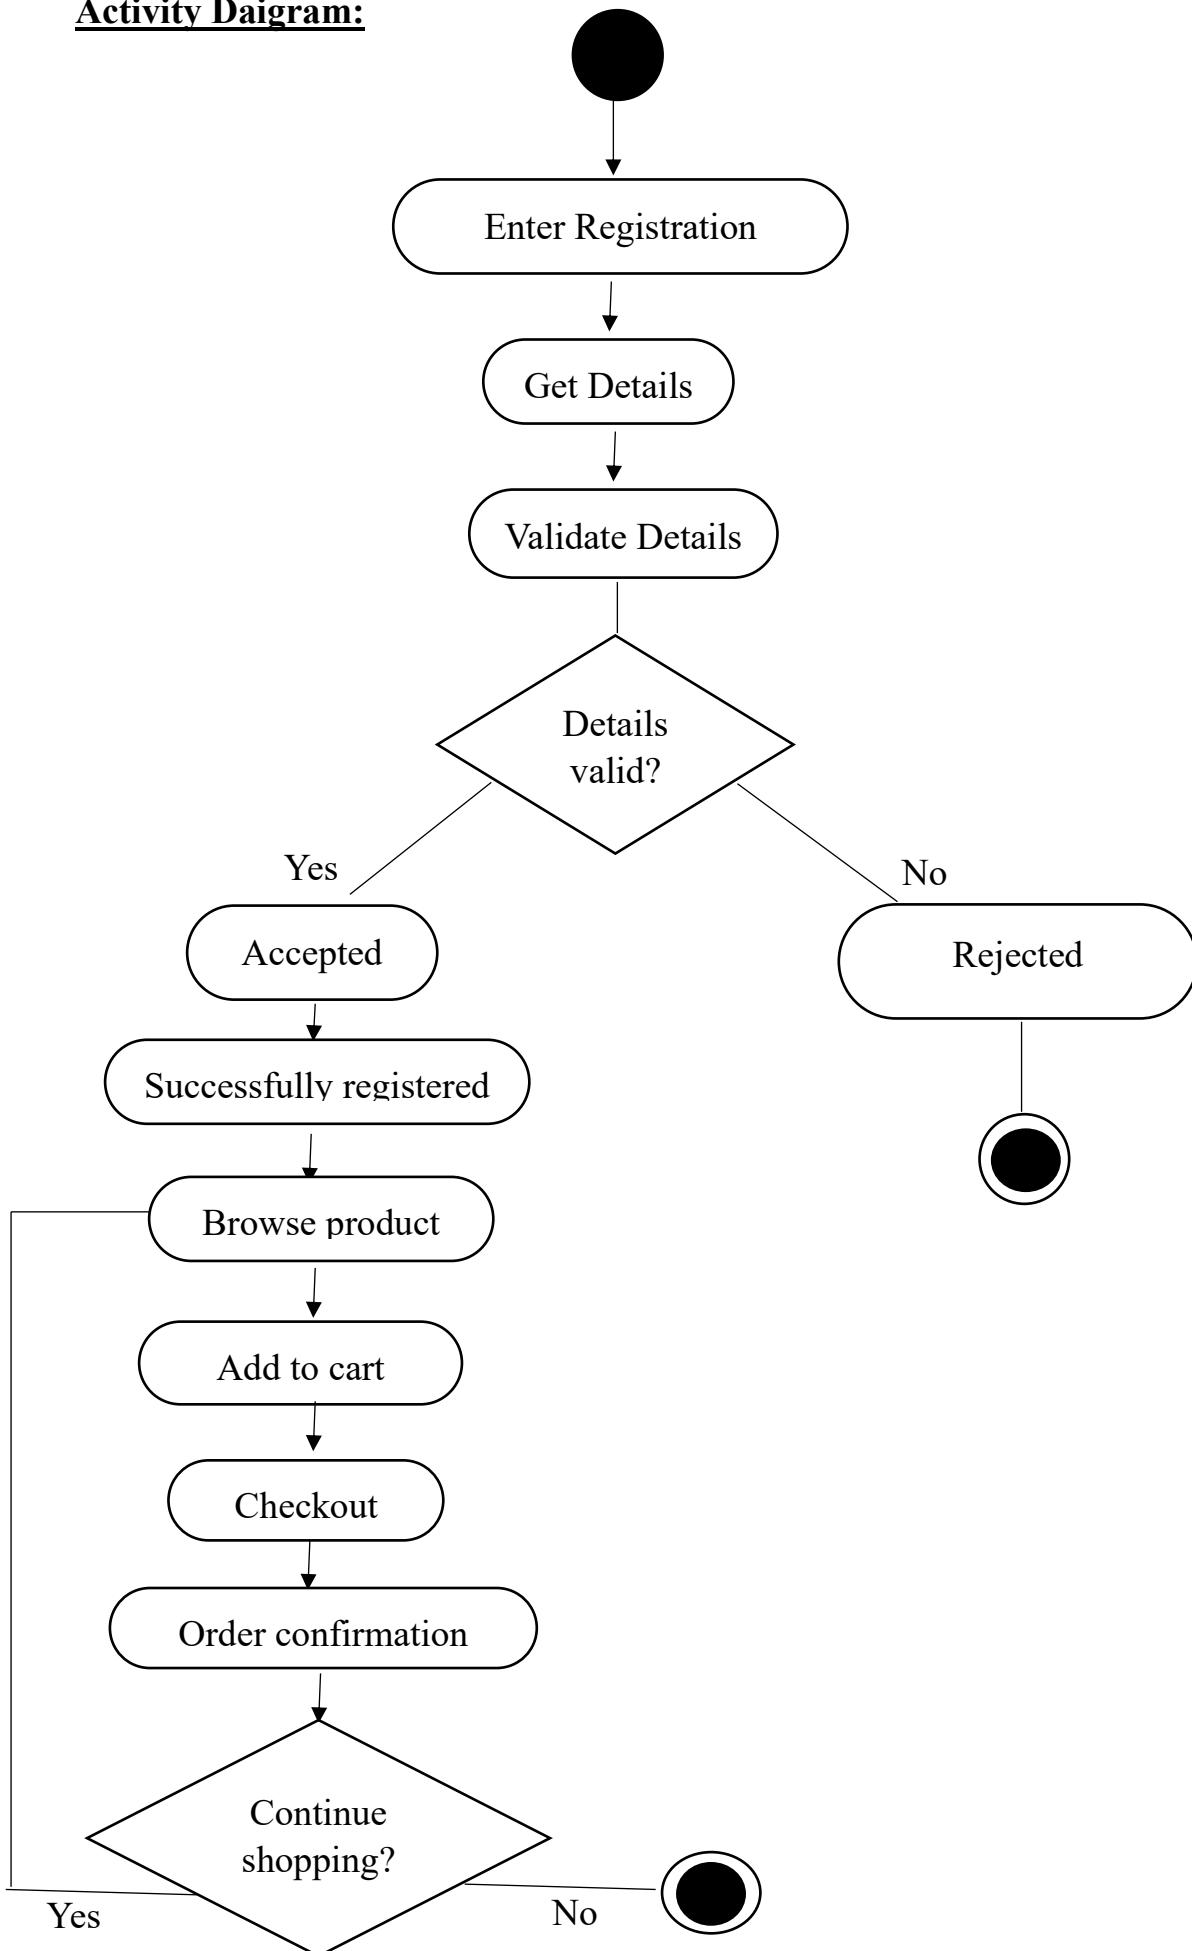 Activity Daigram:
Enter Registration
Get Details
Validate Details
Details
valid?
Yes
No
Accepted
Rejected
Successfully registered
Browse product
Add to cart
Checkout
Order confirmation
Continue
shopping?
Yes
No